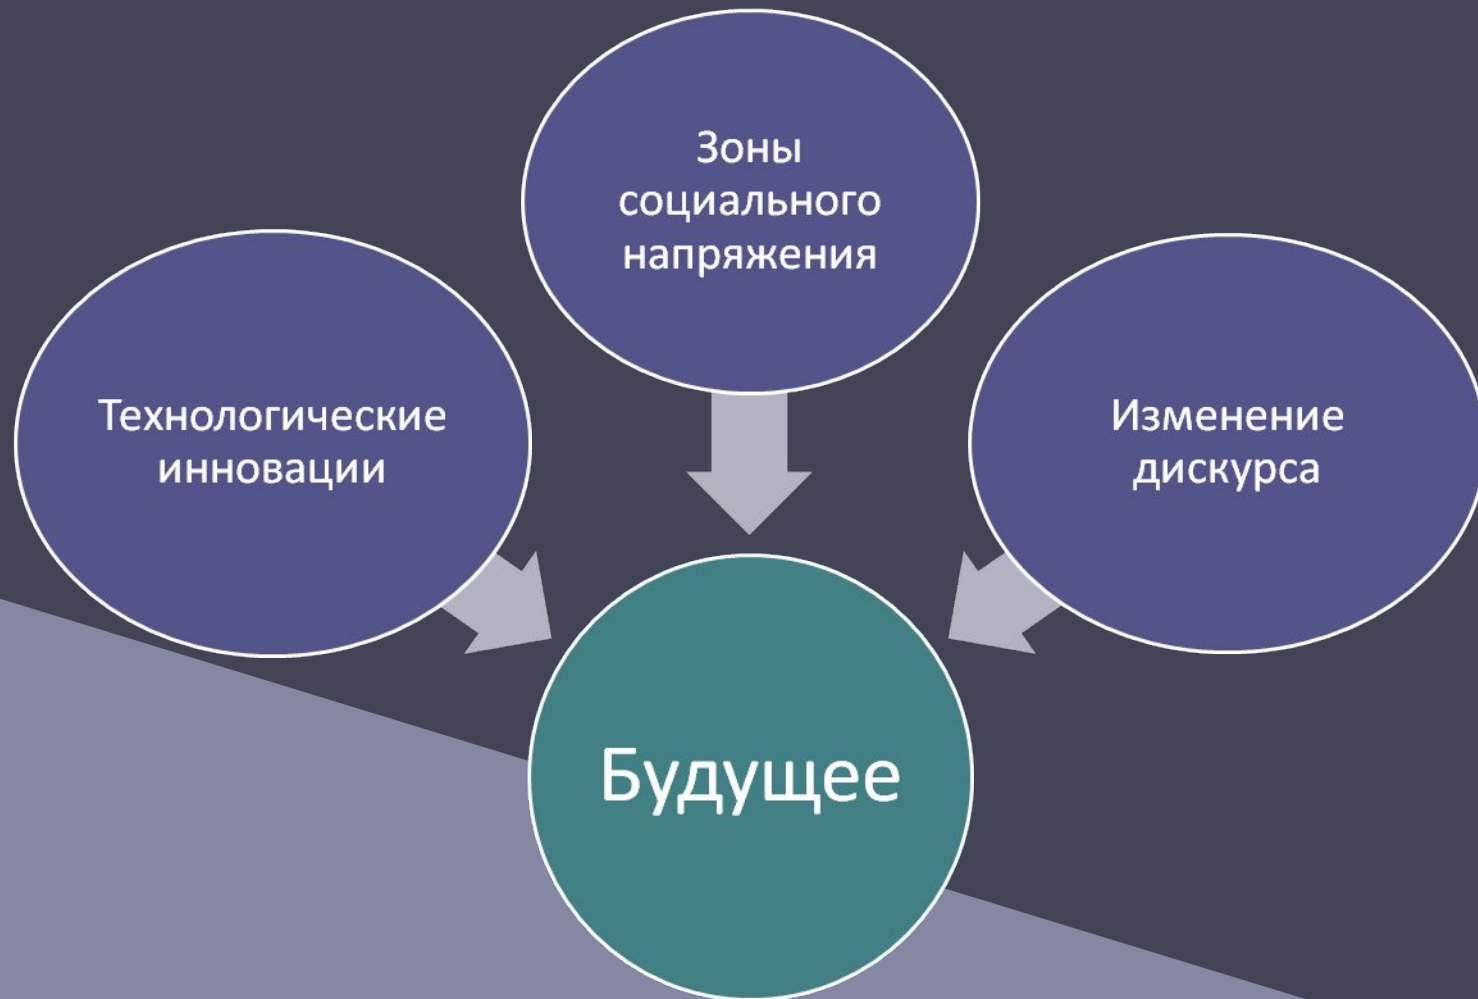 Зоны
социального
напряжения
Технологические
инновации
Изменение
дискурса
Будущее